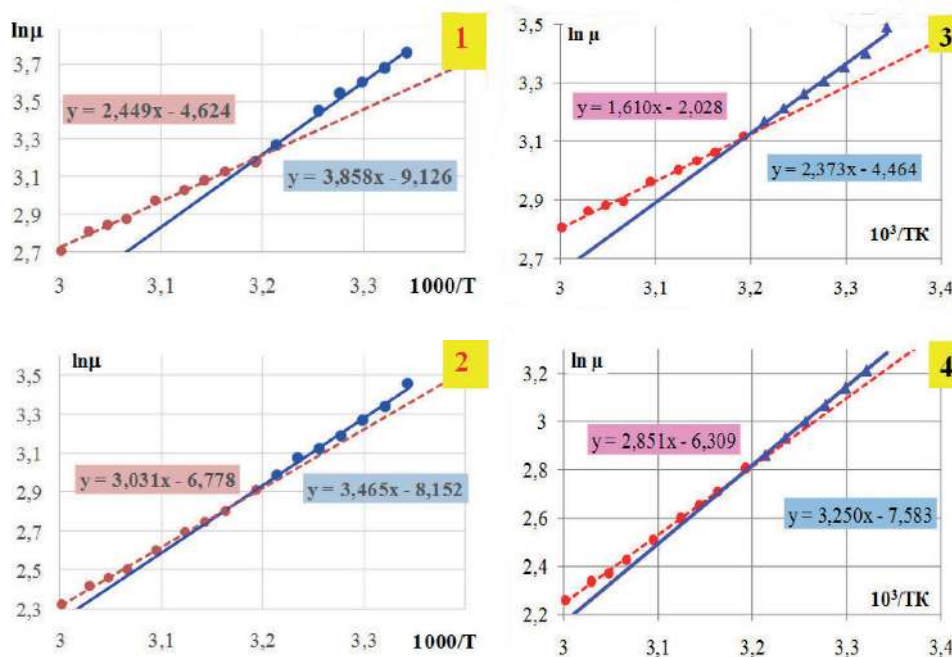 lnμ
1
3,7
3,5
3,3
3,1
2,9
2,7
y = 2,449x - 4,624
y = 3,858x - 9,126
3
3,1
3,2
3,3
1000/T
ln μ
3
3,5
3,3
3,1
2,9
2,7
y = 1,610x - 2,028
y = 2,373x - 4,464
10³/TK
3
3,1
3,2
3,3
3,4
lnμ
2
3,5
3,3
3,1
2,9
2,7
2,5
2,3
y = 3,031x - 6,778
y = 3,465x - 8,152
3
3,1
3,2
3,3
1000/T
ln μ
4
3,2
3
2,8
2,6
2,4
2,2
y = 2,851x - 6,309
y = 3,250x - 7,583
10³/TK
3
3,1
3,2
3,3
3,4